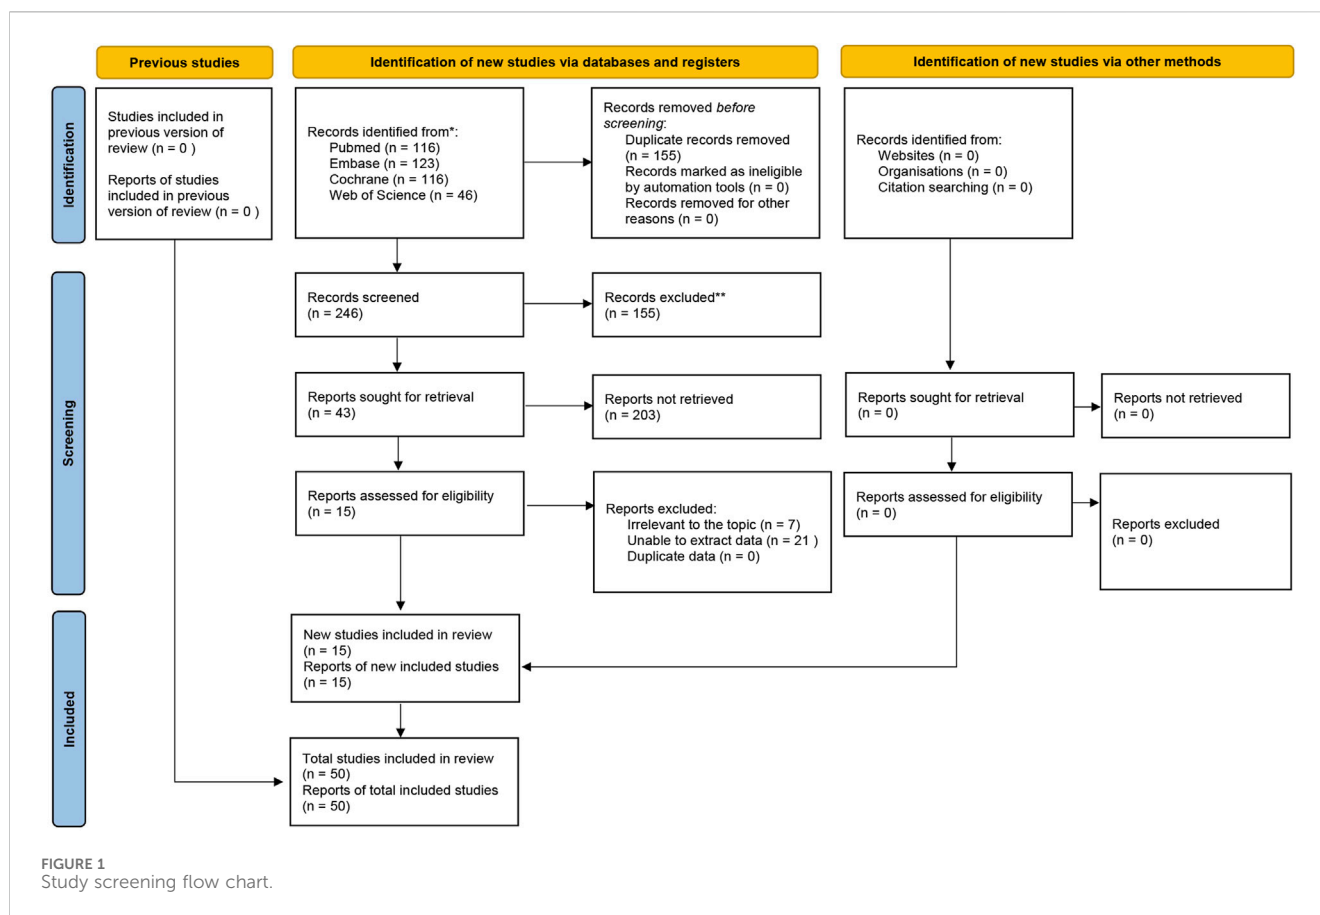 Previous studies
Identification of new studies via databases and registers
Identification of new studies via other methods
Identification
Studies included in
previous version of
review (n = 0 )
Reports of studies
included in previous
version of review (n = 0 )
Records identified from*:
Pubmed (n = 116)
Embase (n = 123)
Cochrane (n = 116)
Web of Science (n = 46)
Records removed before
screening:
Duplicate records removed
(n = 155)
Records marked as ineligible
by automation tools (n = 0)
Records removed for other
reasons (n = 0)
Records identified from:
Websites (n = 0)
Organisations (n = 0)
Citation searching (n = 0)
Screening
Records screened
(n = 246)
Records excluded**
(n = 155)
Reports sought for retrieval
(n = 43)
Reports not retrieved
(n = 203)
Reports sought for retrieval
(n = 0)
Reports not retrieved
(n = 0)
Reports assessed for eligibility
(n = 15)
Reports excluded:
Irrelevant to the topic (n = 7)
Unable to extract data (n = 21 )
Duplicate data (n = 0)
Reports assessed for eligibility
(n = 0)
Reports excluded
(n = 0)
Included
New studies included in review
(n = 15)
Reports of new included studies
(n = 15)
Total studies included in review
(n = 50)
Reports of total included studies
(n = 50)
FIGURE 1
Study screening flow chart.